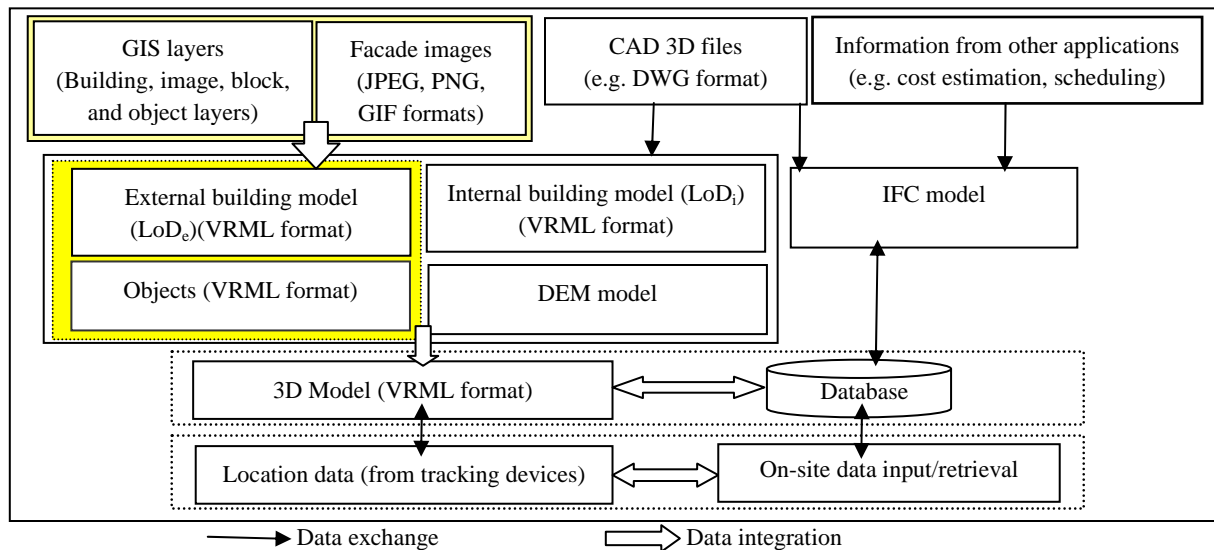 GIS layers
(Building, image, block,
and object layers)
Facade images
(JPEG, PNG,
GIF formats)
CAD 3D files
(e.g. DWG format)
Information from other applications
(e.g. cost estimation, scheduling)
External building model
(LoDe)(VRML format)
Internal building model (LoDi)
(VRML format)
IFC model
Objects (VRML format)
DEM model
3D Model (VRML format)
Database
Location data (from tracking devices)
On-site data input/retrieval
Data exchange
Data integration